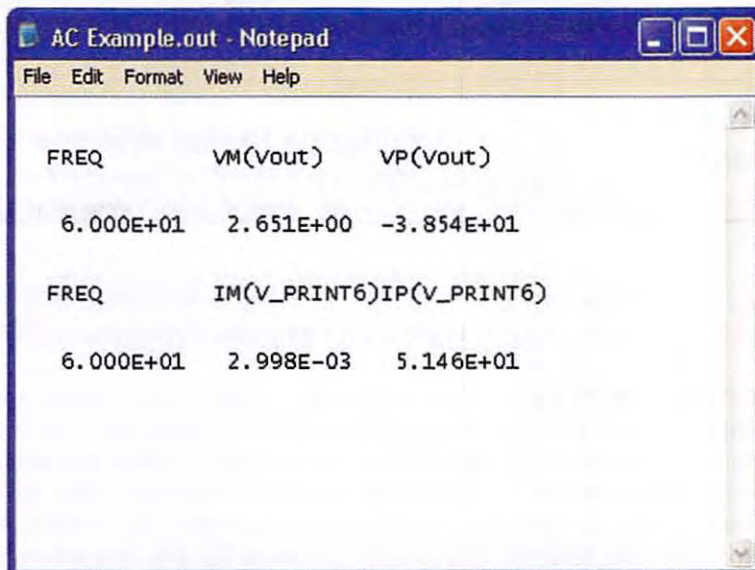 AC Example.out - Notepad
File Edit Format View Help
FREQ VM(Vout) VP(Vout)
6.000E+01 2.651E+00 -3.854E+01
FREQ IM(V_PRINT6)IP(V_PRINT6)
6.000E+01 2.998E-03 5.146E+01